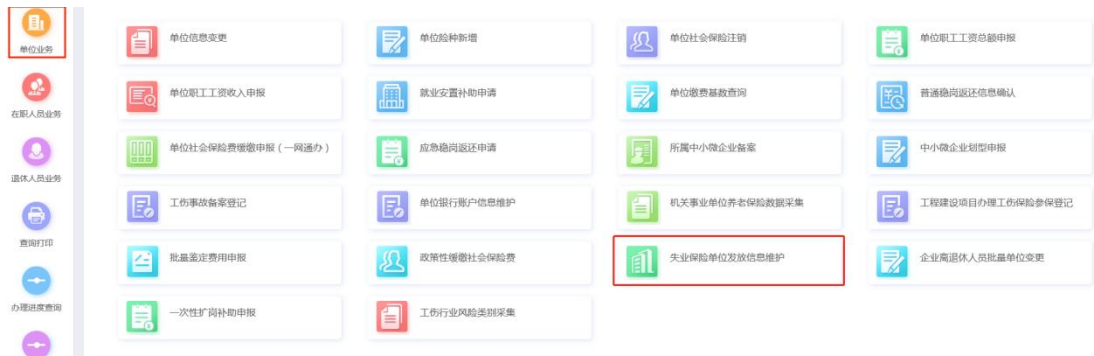 单位业务
在职人员业务
退休人员业务
查询打印
办理进度查询
单位信息变更
单位险种新增
单位社会保险注销
单位职工工资总额申报
单位职工工资收入申报
就业安置补助申请
单位缴费基数查询
普通稳岗返还信息确认
单位社会保险费缓缴申报（一网通办）
应急稳岗返还申请
所属中小微企业备案
中小微企业划型申报
工伤事故备案登记
单位银行账户信息维护
机关事业单位养老保险数据采集
工程建设项目办理工伤保险参保登记
批量鉴定费用申报
政策性缓缴社会保险费
失业保险单位发放信息维护
企业离退休人员批量单位变更
一次性扩岗补助申报
工伤行业风险类别采集